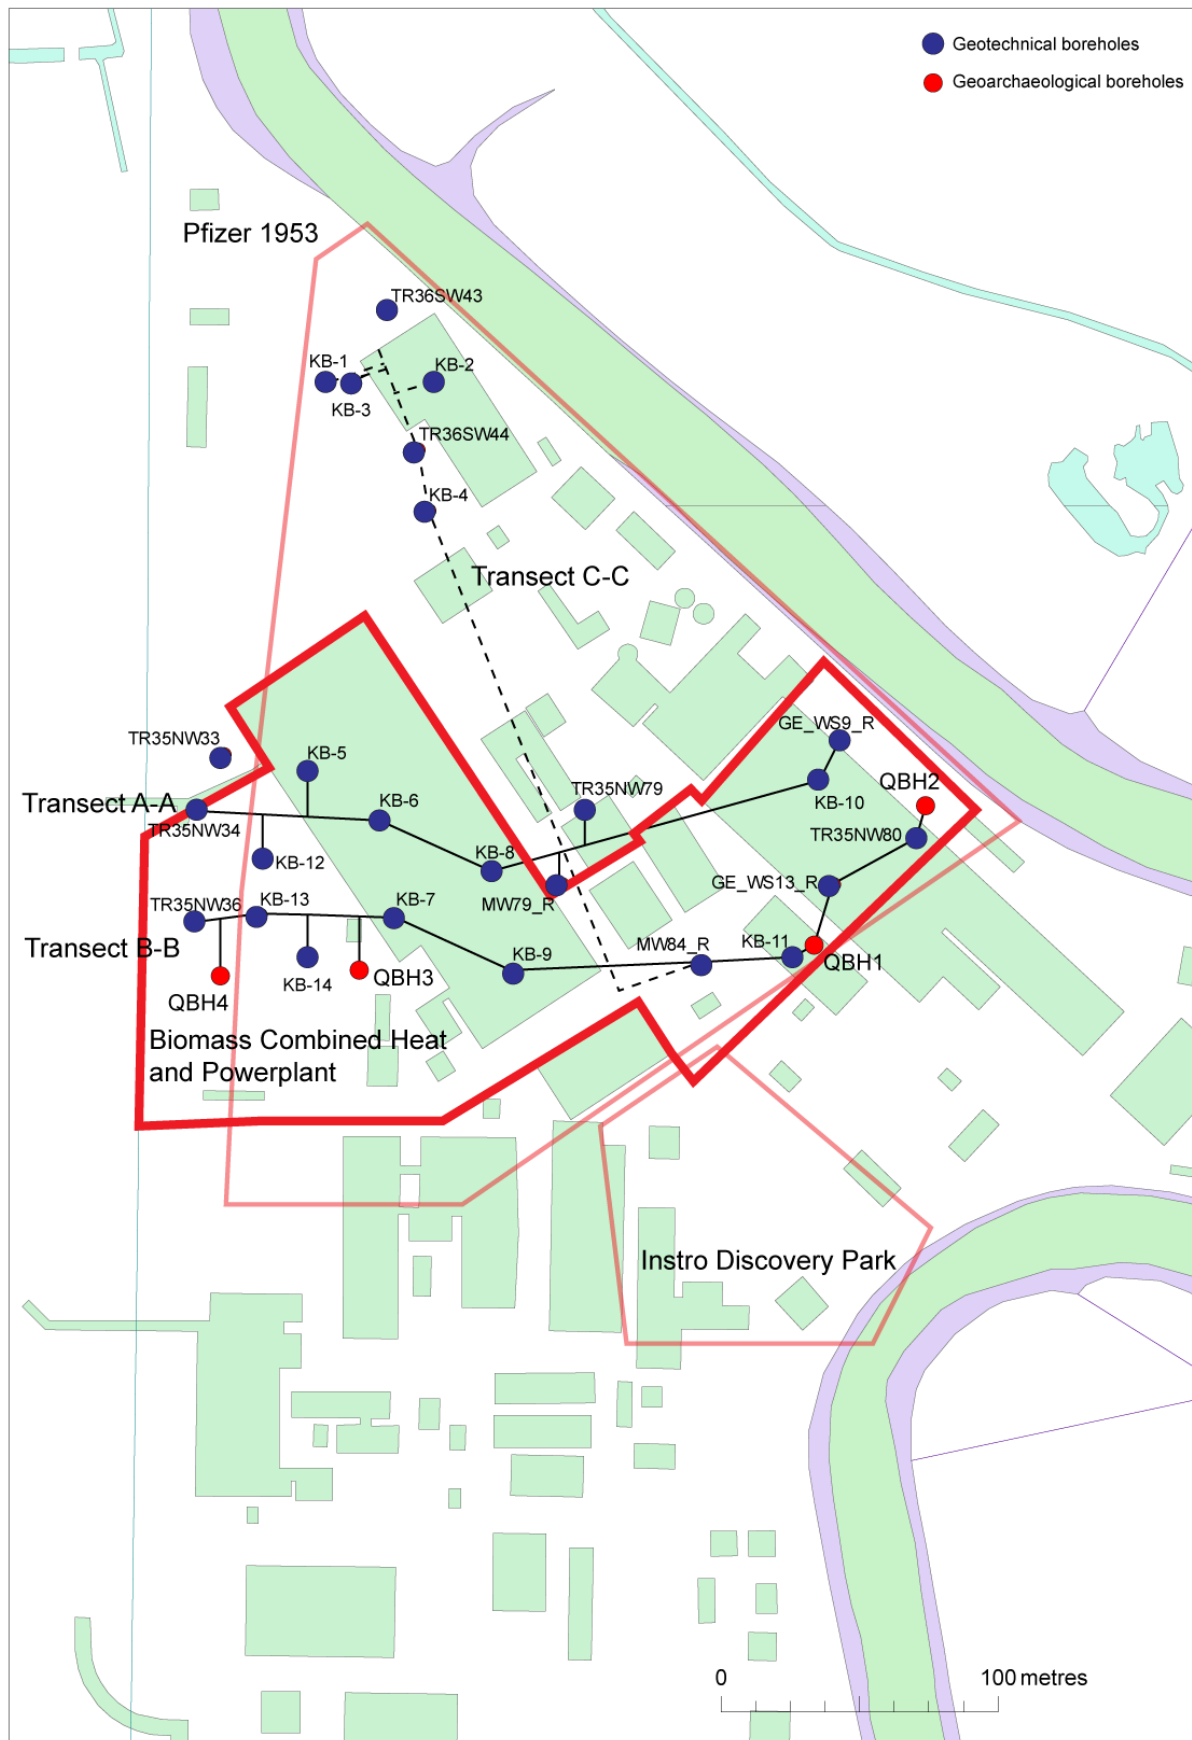 Geotechnical boreholes
Geoarchaeological boreholes
Pfizer 1953
TR36SW43
KB-1
KB-2
KB-3
TR36SW44
KB-4
Transect C-C
TR35NW33
KB-5
GE_WS9_R
Transect A-A
TR35NW34
KB-6
TR35NW79
KB-10
QBH2
TR35NW80
KB-12
KB-8
GE_WS13_R
TR35NW36
KB-13
KB-7
MW79_R
Transect B-B
MW84_R
KB-11
QBH1
KB-14
QBH3
KB-9
QBH4
Biomass Combined Heat
and Powerplant
Instro Discovery Park
0
100 metres